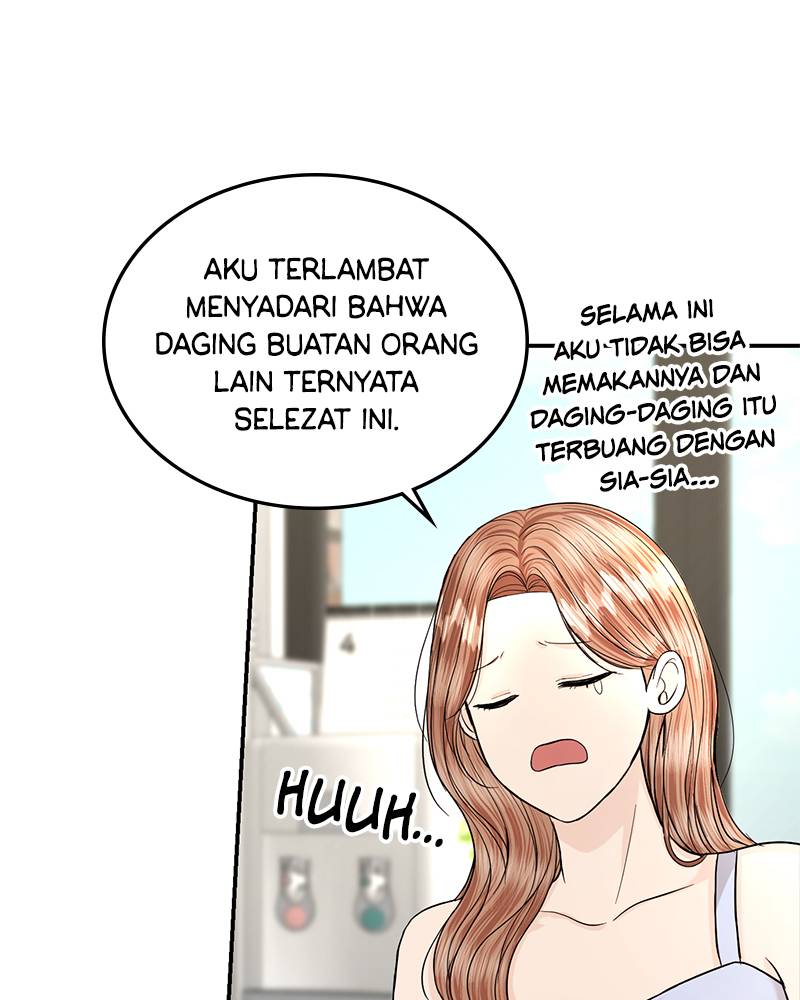 AKU TERLAMBAT
MENYADARI BAHWA
DAGING BUATAN ORANG
LAIN TERNYATA
SELEZAT INI.
SELAMA INI
AKU TIDAK BISA
MEMAKANNYA DAN
DAGING-DAGING ITU
TERBUANG DENGAN
SIA-SIA...
4
HUUH...